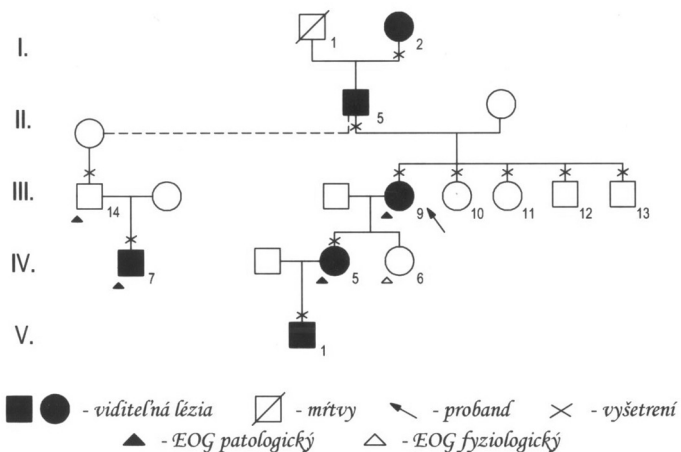 I.
1
2
II.
5
III.
14
9
10
11
12
13
IV.
7
5
6
V.
1
- viditeľná lézia
- mŕtvy
- proband
- vyšetrení
- EOG patologický
- EOG fyziologický